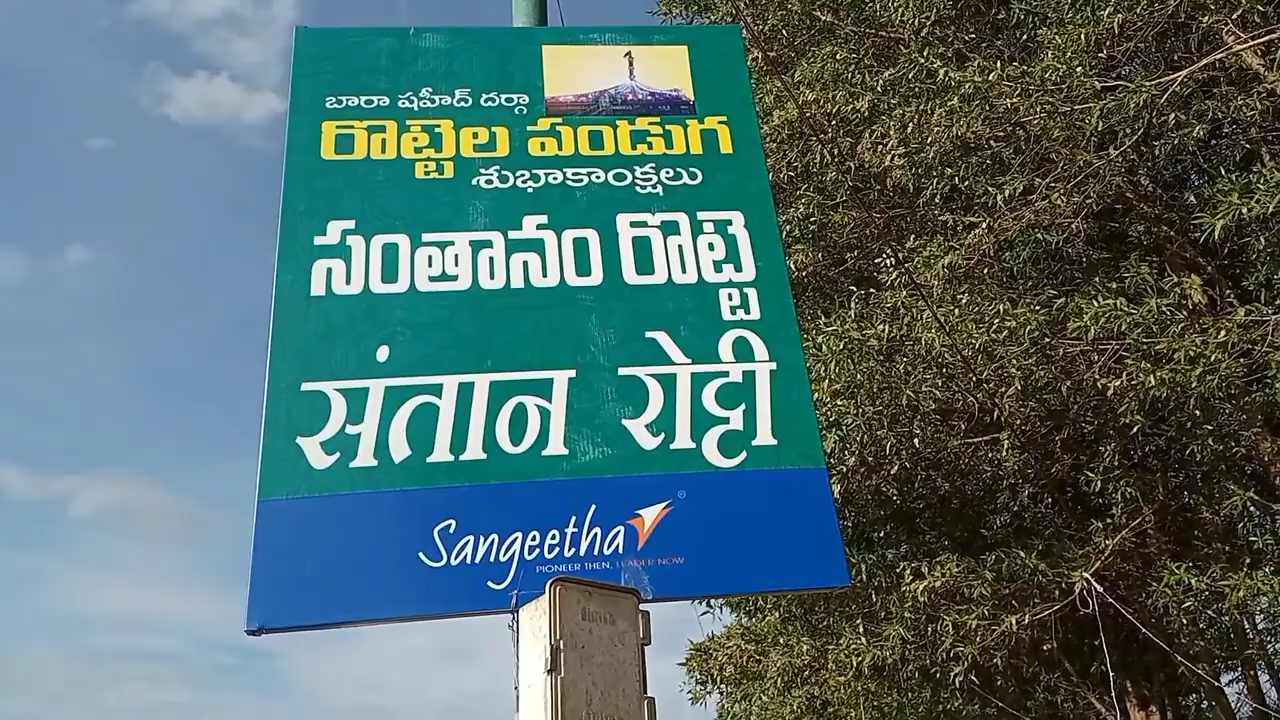 బారా షహీద్ దర్గా
రొట్టెల పండుగ
శుభాకాంక్షలు
సంతానం రొట్టె
संतान रोट्टी
Sangeetha®
PIONEER THEN, LEADER NOW